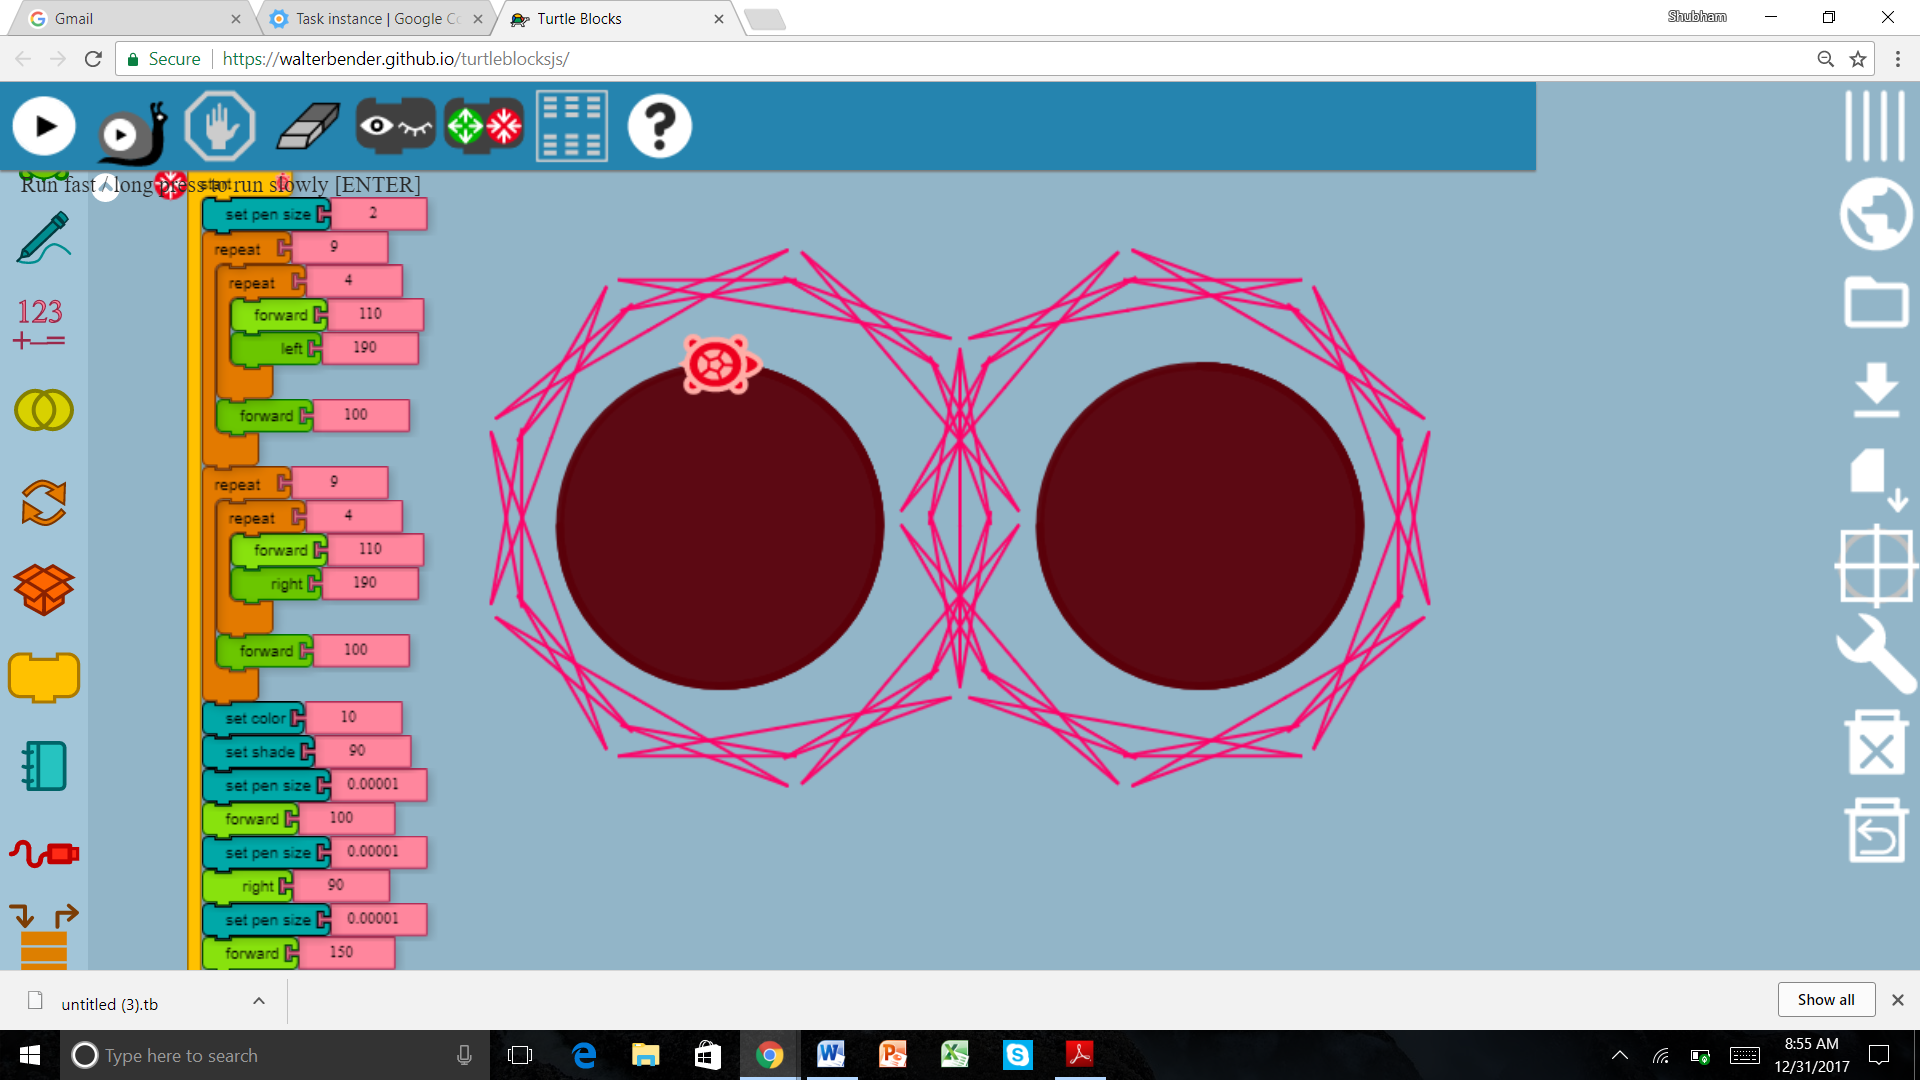 Gmail
Task instance | Google Co
Turtle Blocks
Shubham
Secure
https://walterbender.github.io/turtleblocksjs/
Run fast / long press to run slowly [ENTER]
start
set pen size 2
repeat 9
repeat 4
forward 110
left 190
forward 100
repeat 9
repeat 4
forward 110
right 190
forward 100
set color 10
set shade 90
set pen size 0.00001
forward 100
set pen size 0.00001
right 90
set pen size 0.00001
forward 150
123
+-=
untitled (3).tb
Show all
Type here to search
8:55 AM
12/31/2017